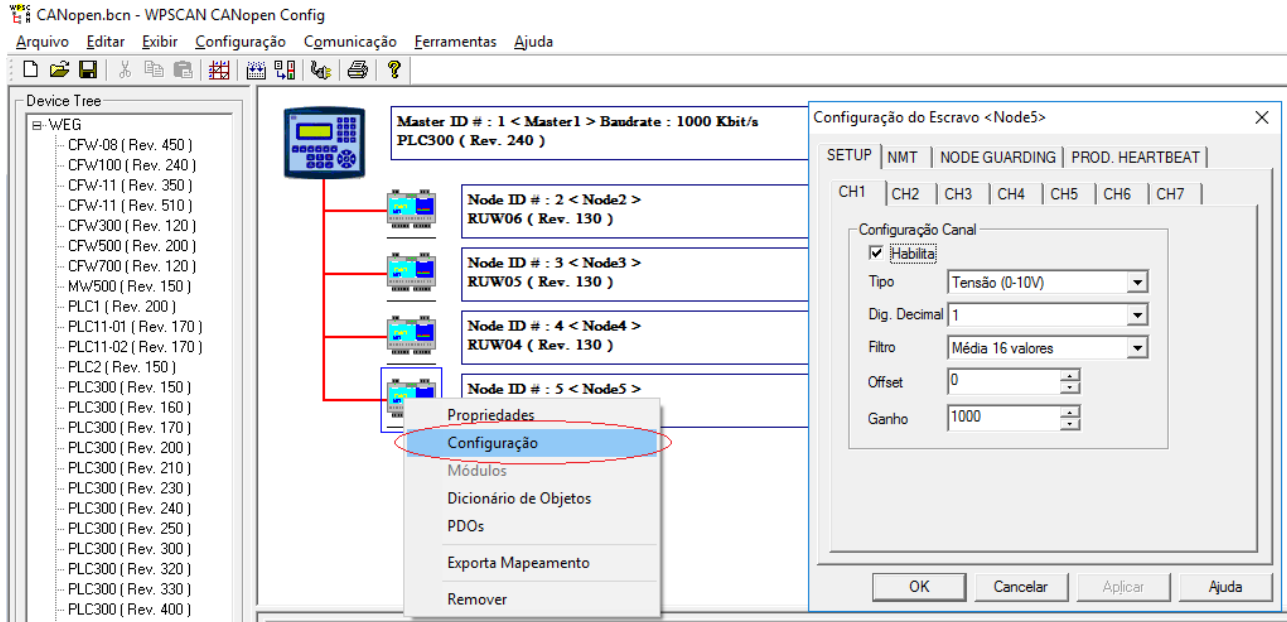 CANopen.bcn - WPSCAN CANopen Config
Arquivo Editar Exibir Configuração Comunicação Ferramentas Ajuda
Device Tree
WEG
CFW-08 ( Rev. 450 )
CFW100 ( Rev. 240 )
CFW-11 ( Rev. 350 )
CFW-11 ( Rev. 510 )
CFW300 ( Rev. 120 )
CFW500 ( Rev. 200 )
CFW700 ( Rev. 120 )
MW500 ( Rev. 150 )
PLC1 ( Rev. 200 )
PLC11-01 ( Rev. 170 )
PLC11-02 ( Rev. 170 )
PLC2 ( Rev. 150 )
PLC300 ( Rev. 150 )
PLC300 ( Rev. 160 )
PLC300 ( Rev. 170 )
PLC300 ( Rev. 200 )
PLC300 ( Rev. 210 )
PLC300 ( Rev. 230 )
PLC300 ( Rev. 240 )
PLC300 ( Rev. 250 )
PLC300 ( Rev. 300 )
PLC300 ( Rev. 320 )
PLC300 ( Rev. 330 )
PLC300 ( Rev. 400 )
Master ID # : 1 < Master1 > Baudrate : 1000 Kbit/s
PLC300 ( Rev. 240 )
Node ID # : 2 < Node2 >
RUW06 ( Rev. 130 )
Node ID # : 3 < Node3 >
RUW05 ( Rev. 130 )
Node ID # : 4 < Node4 >
RUW04 ( Rev. 130 )
Node ID # : 5 < Node5 >
Propriedades
Configuração
Módulos
Dicionário de Objetos
PDOs
Exporta Mapeamento
Remover
Configuração do Escravo <Node5>
SETUP NMT NODE GUARDING PROD. HEARTBEAT
CH1 CH2 CH3 CH4 CH5 CH6 CH7
Configuração Canal
Habilita
Tipo Tensão (0-10V)
Dig. Decimal 1
Filtro Média 16 valores
Offset 0
Ganho 1000
OK Cancelar Aplicar Ajuda